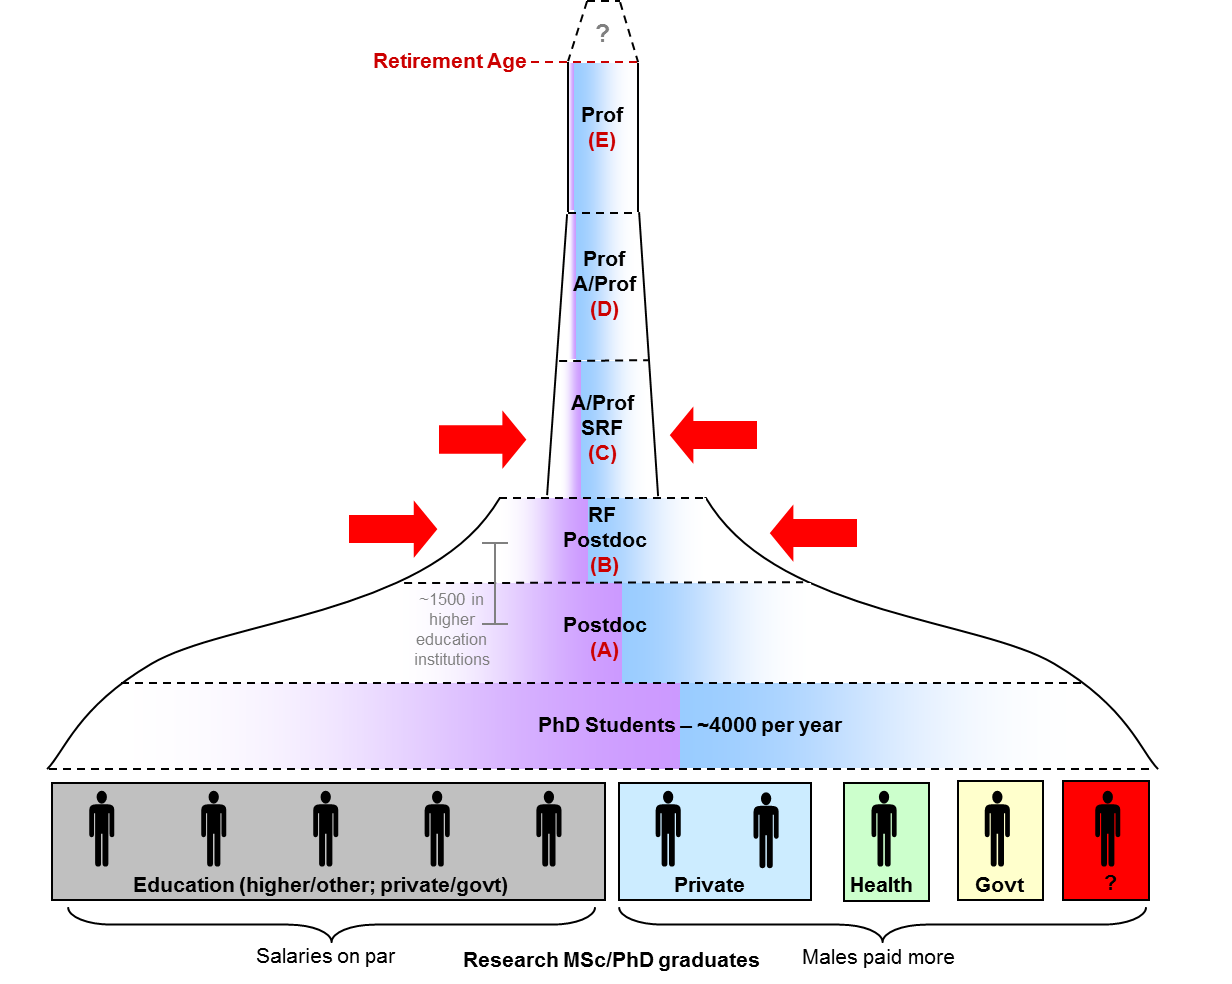 ?
Retirement Age
Prof
(E)
Prof
A/Prof
(D)
A/Prof
SRF
(C)
RF
Postdoc
(B)
~1500 in
higher
education
institutions
Postdoc
(A)
PhD Students – ~4000 per year
Education (higher/other; private/govt)
Private
Health
Govt
?
Salaries on par
Research MSc/PhD graduates
Males paid more